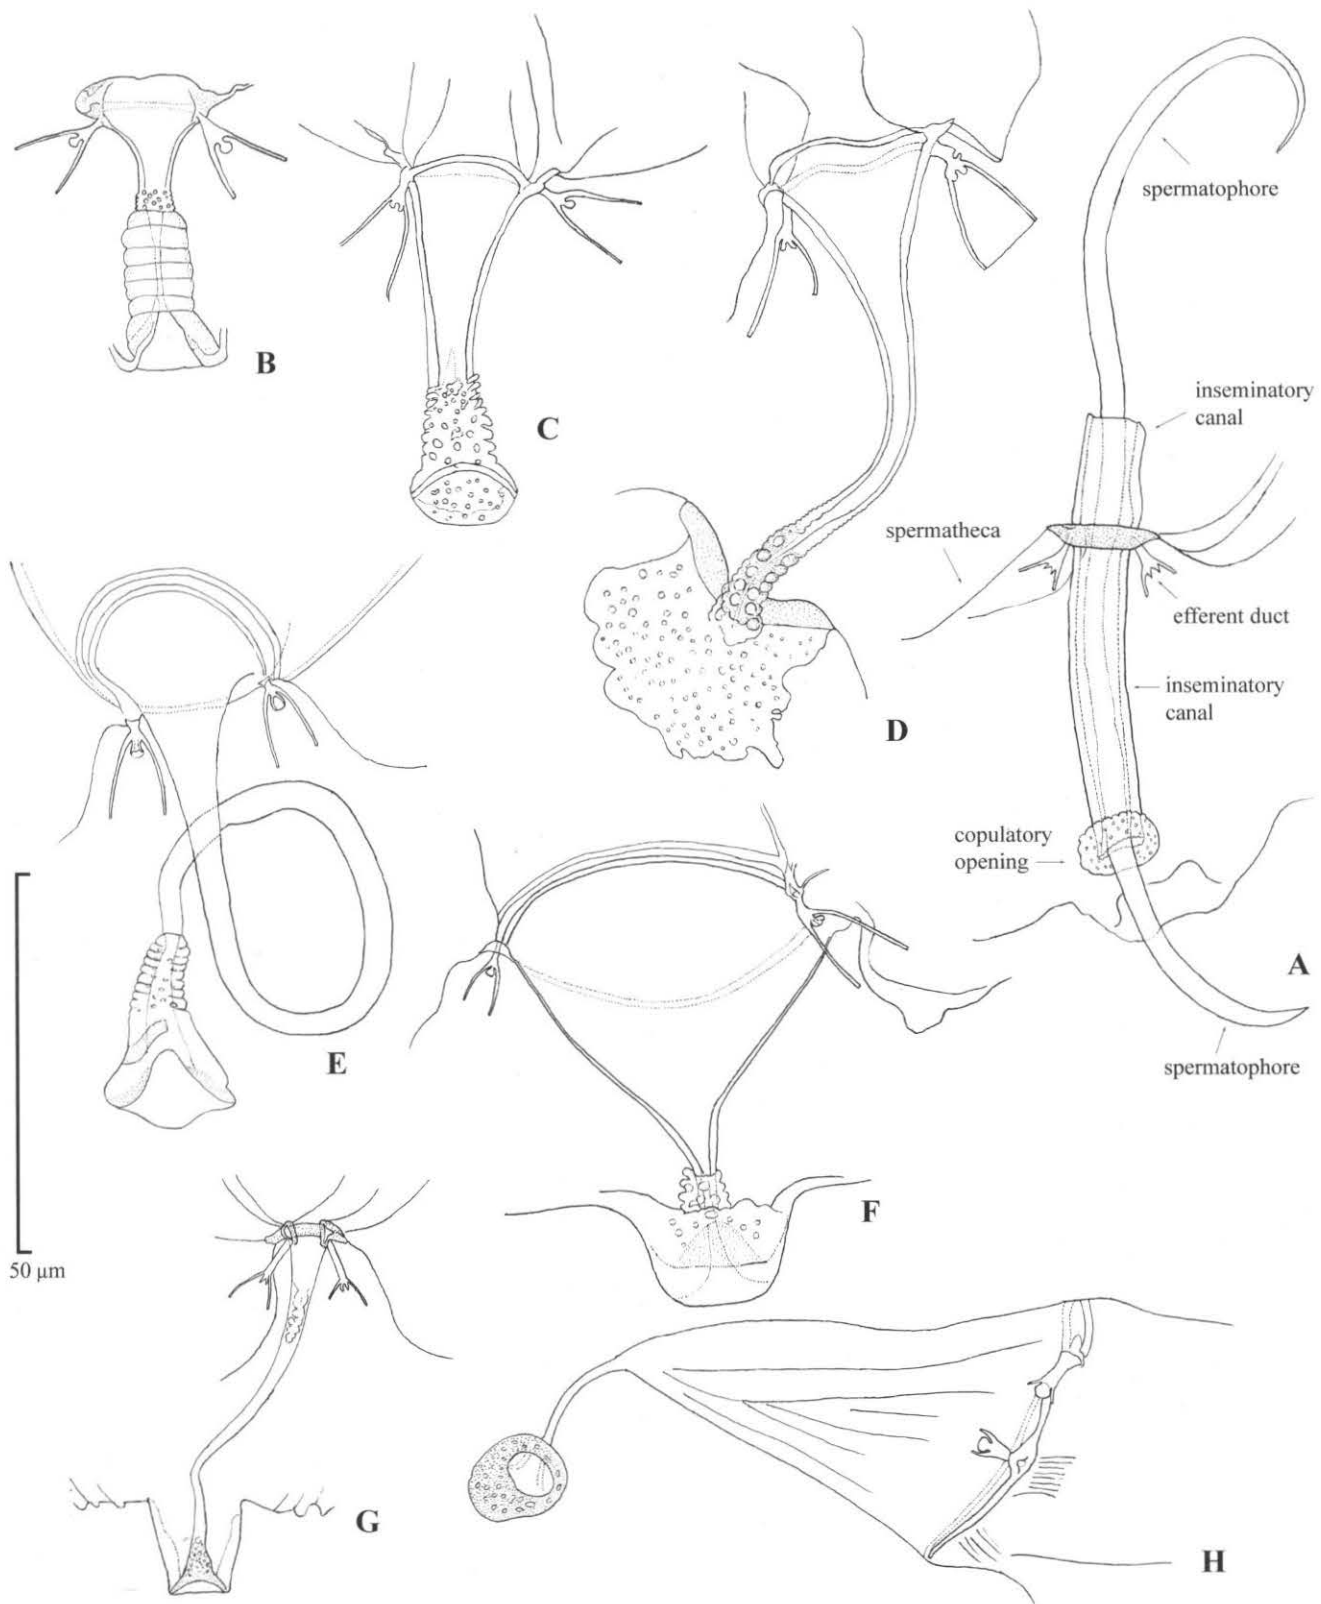 B
C
D
spermatophore
inseminatory
canal
spermatheca
efferent duct
inseminatory
canal
copulatory
opening
A
spermatophore
E
F
50 µm
G
H